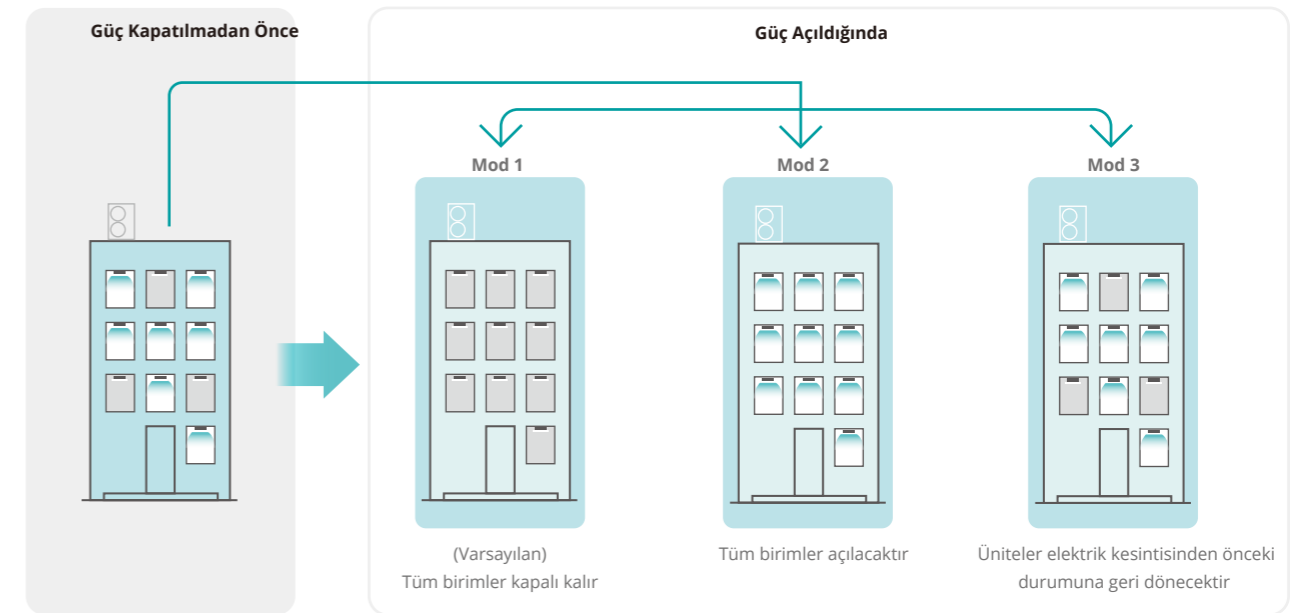 Güç Kapatılmadan Önce
Güç Açıldığında
Mod 1
Mod 2
Mod 3
(Varsayılan)
Tüm birimler kapalı kalır
Tüm birimler açılacaktır
Üniteler elektrik kesintisinden önceki
durumuna geri dönecektir